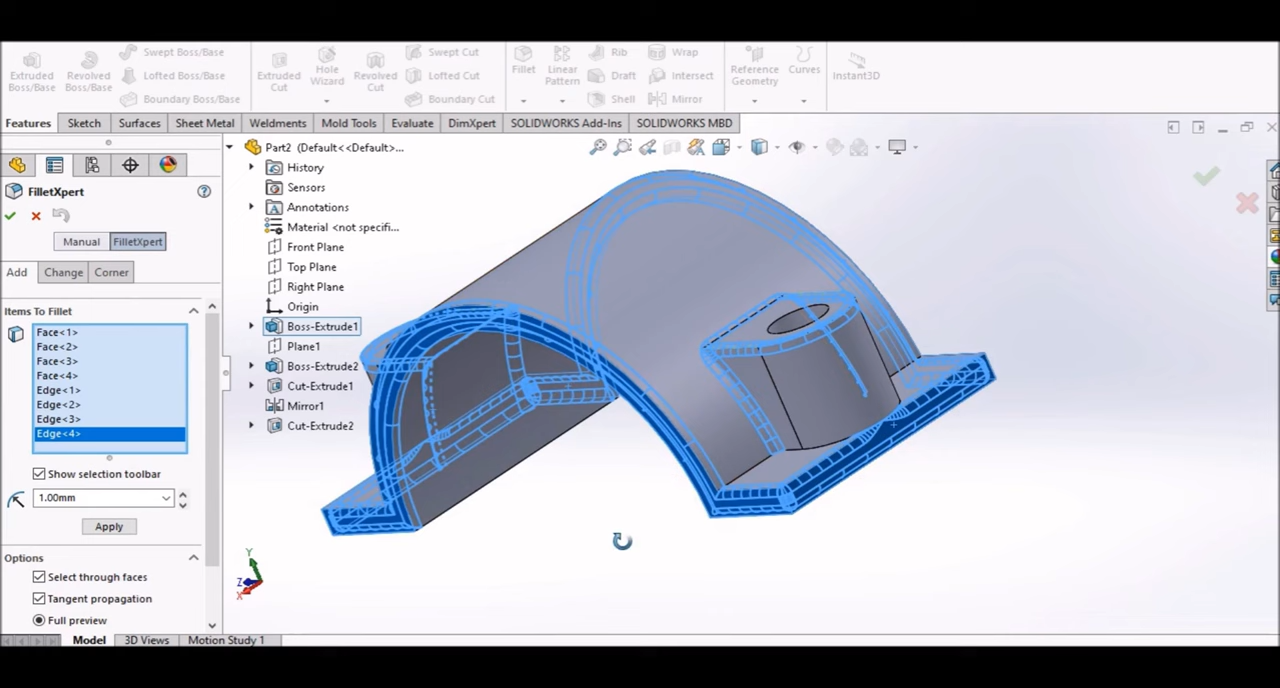 Extruded Boss/Base
Revolved Boss/Base
Swept Boss/Base
Lofted Boss/Base
Boundary Boss/Base
Extruded Cut
Hole Wizard
Revolved Cut
Swept Cut
Lofted Cut
Boundary Cut
Fillet
Linear Pattern
Rib
Draft
Shell
Wrap
Intersect
Mirror
Reference Geometry
Curves
Instant3D
Features Sketch Surfaces Sheet Metal Weldments Mold Tools Evaluate DimXpert SOLIDWORKS Add-Ins SOLIDWORKS MBD
FilletXpert
Manual FilletXpert
Add Change Corner
Items To Fillet
Face<1>
Face<2>
Face<3>
Face<4>
Edge<1>
Edge<2>
Edge<3>
Edge<4>
Show selection toolbar
1.00mm
Apply
Options
Select through faces
Tangent propagation
Full preview
Part2 (Default<<Default>...
History
Sensors
Annotations
Material <not specifi...
Front Plane
Top Plane
Right Plane
Origin
Boss-Extrude1
Plane1
Boss-Extrude2
Cut-Extrude1
Mirror1
Cut-Extrude2
Y
Z
X
Model 3D Views Motion Study 1